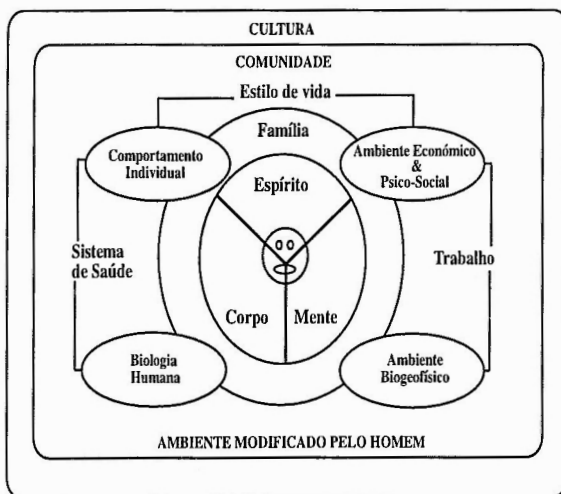 CULTURA
COMUNIDADE
Estilo de vida
Família
Comportamento
Individual
Ambiente Económico
&
Psico-Social
Espírito
Sistema
de Saúde
Trabalho
Corpo
Mente
Biologia
Humana
Ambiente
Biogeofísico
AMBIENTE MODIFICADO PELO HOMEM